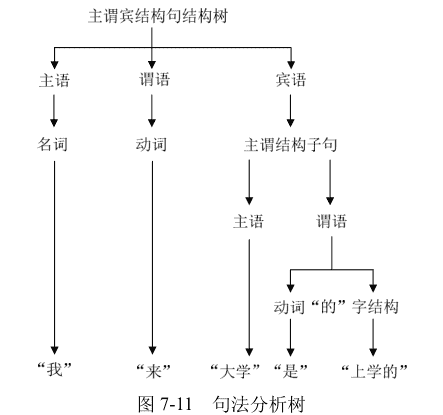 主谓宾结构句结构树
主语 谓语 宾语
名词 动词 主谓结构子句
主语 谓语
动词 “的”字结构
“我” “来” “大学” “是” “上学的”
图 7-11 句法分析树